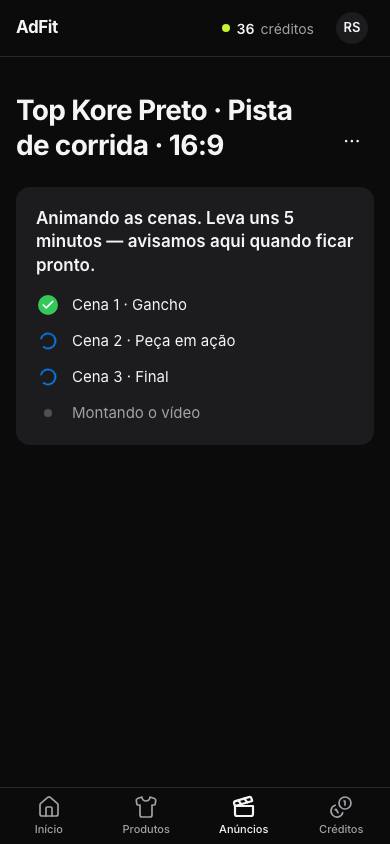 AdFit
36 créditos
RS
Top Kore Preto · Pista
de corrida · 16:9
...
Animando as cenas. Leva uns 5
minutos — avisamos aqui quando ficar
pronto.
Cena 1 · Gancho
Cena 2 · Peça em ação
Cena 3 · Final
Montando o vídeo
Início
Produtos
Anúncios
Créditos